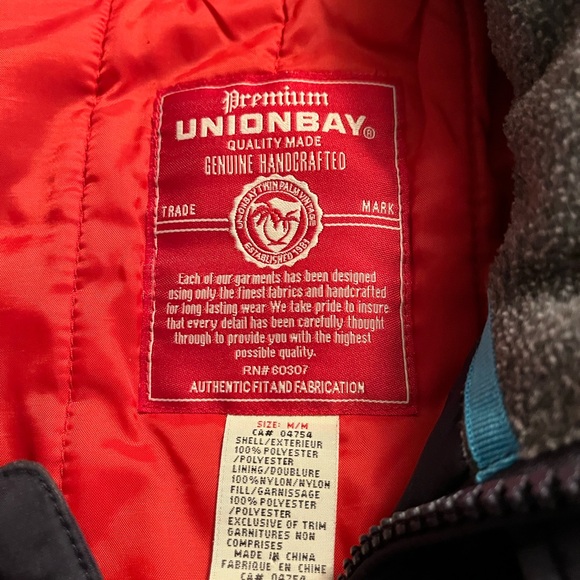 Premium
UNIONBAY®
QUALITY MADE
GENUINE HANDCRAFTED
UNIONBAY TWIN PALM VINTAGE
TRADE MARK
ESTABLISHED 1981
Each of our garments has been designed
using only the finest fabrics and handcrafted
for long lasting wear. We take pride to insure
that every detail has been carefully thought
through to provide you with the highest
possible quality.
RN# 60307
AUTHENTIC FIT AND FABRICATION
SIZE: M/M
CA# 04754
SHELL/EXTERIEUR
100% POLYESTER
/POLYESTER
LINING/DOUBLURE
100%NYLON/NYLON
FILL/GARNISSAGE
100% POLYESTER
/POLYESTER
EXCLUSIVE OF TRIM
GARNITURES NON
COMPRISES
MADE IN CHINA
FABRIQUE EN CHINE
CA# 04754